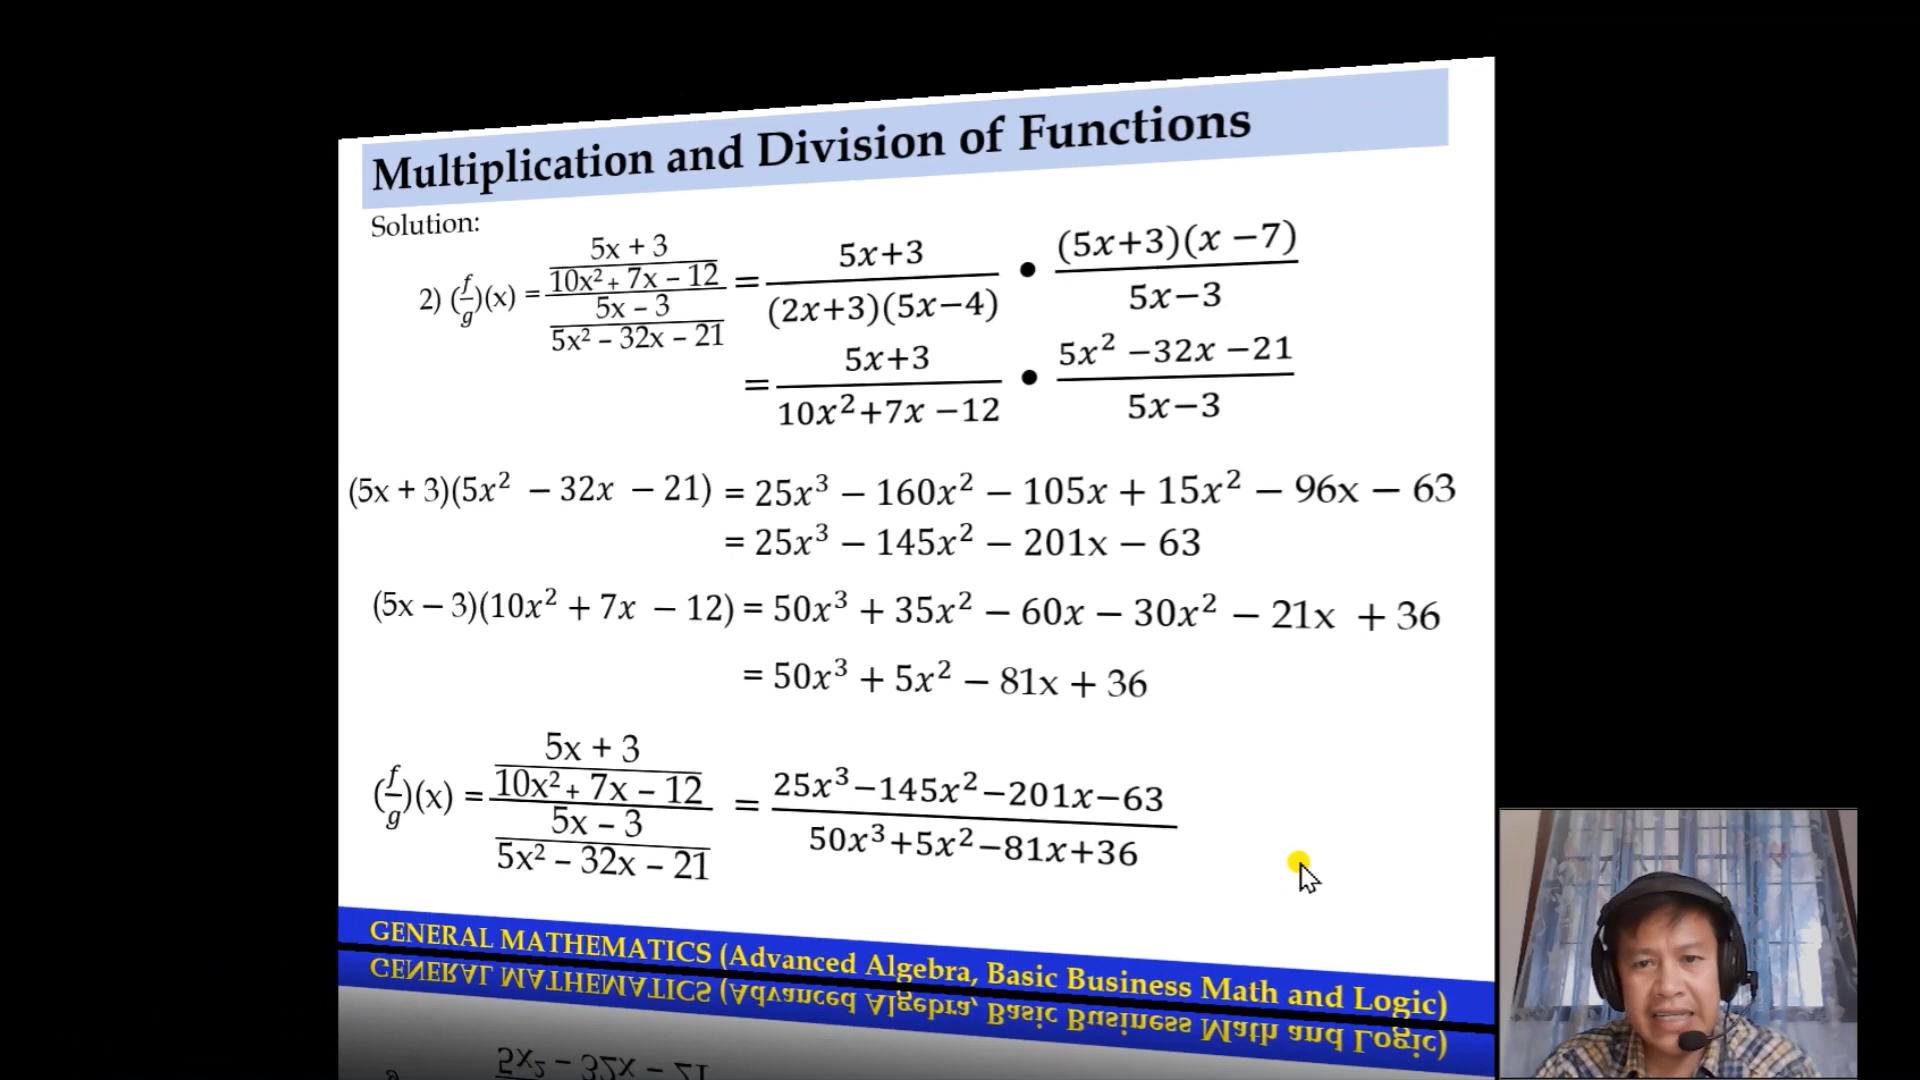 Multiplication and Division of Functions
Solution:
2) (f/g)(x) = (5x + 3)/(10x² + 7x – 12) / (5x – 3)/(5x² – 32x – 21) = (5x+3)/((2x+3)(5x−4)) • ((5x+3)(x −7))/(5x−3)
= (5x+3)/(10x²+7x −12) • (5x² −32x −21)/(5x−3)
(5x + 3)(5x² − 32x − 21) = 25x³ − 160x² − 105x + 15x² − 96x − 63
= 25x³ − 145x² − 201x − 63
(5x − 3)(10x² + 7x − 12) = 50x³ + 35x² − 60x − 30x² − 21x + 36
= 50x³ + 5x² − 81x + 36
(f/g)(x) = (5x + 3)/(10x² + 7x – 12) / (5x – 3)/(5x² – 32x – 21) = (25x³−145x²−201x−63)/(50x³+5x²−81x+36)
GENERAL MATHEMATICS (Advanced Algebra, Basic Business Math and Logic)